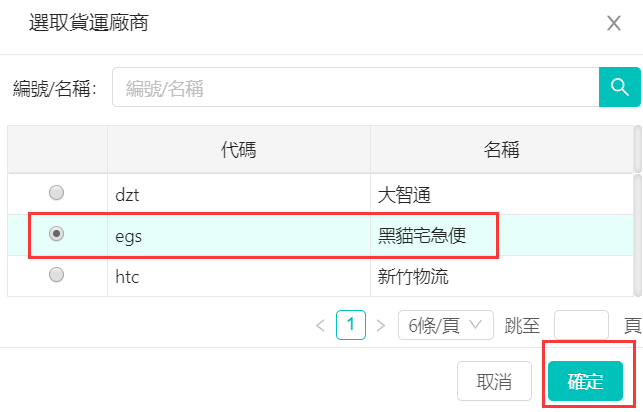 選取貨運廠商
編號/名稱: 編號/名稱
代碼 名稱
dzt 大智通
egs 黑貓宅急便
htc 新竹物流
1 6條/頁 跳至 頁
取消 確定